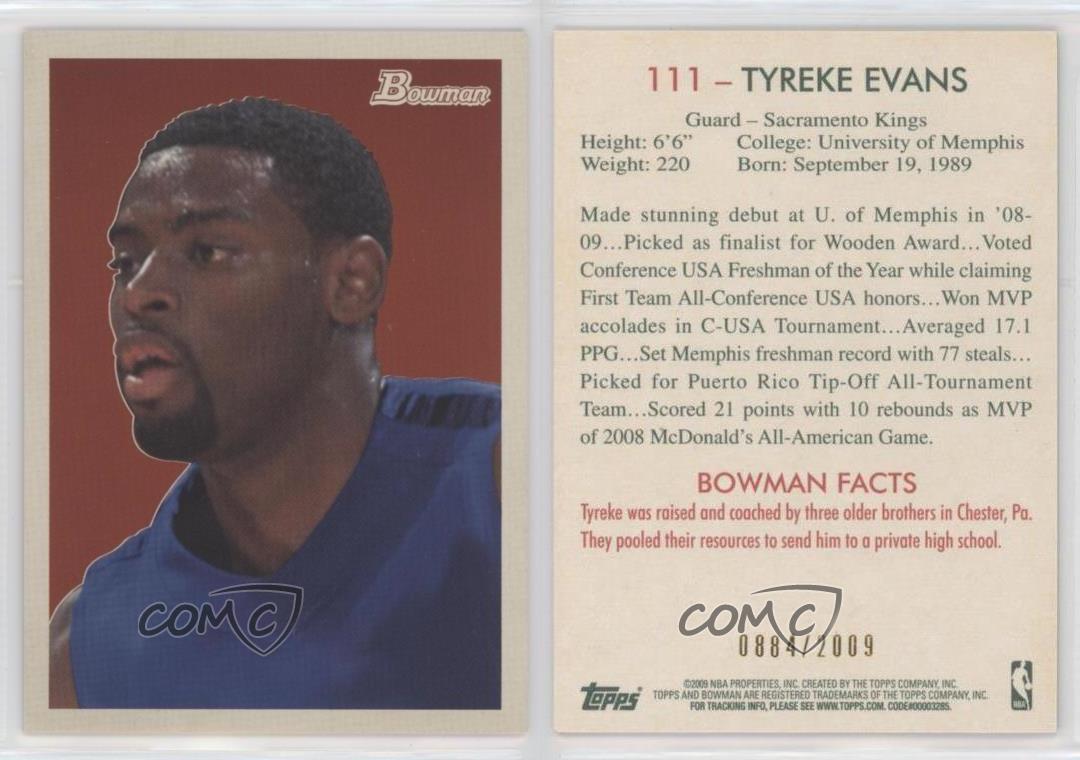 Bowman
COMC
111 – TYREKE EVANS
Guard – Sacramento Kings
Height: 6'6" College: University of Memphis
Weight: 220 Born: September 19, 1989
Made stunning debut at U. of Memphis in '08-
09...Picked as finalist for Wooden Award...Voted
Conference USA Freshman of the Year while claiming
First Team All-Conference USA honors...Won MVP
accolades in C-USA Tournament...Averaged 17.1
PPG...Set Memphis freshman record with 77 steals...
Picked for Puerto Rico Tip-Off All-Tournament
Team...Scored 21 points with 10 rebounds as MVP
of 2008 McDonald's All-American Game.
BOWMAN FACTS
Tyreke was raised and coached by three older brothers in Chester, Pa.
They pooled their resources to send him to a private high school.
COMC
0884/2009
Topps
©2009 NBA PROPERTIES, INC. CREATED BY THE TOPPS COMPANY, INC.
TOPPS AND BOWMAN ARE REGISTERED TRADEMARKS OF THE TOPPS COMPANY, INC.
FOR TRACKING INFO, PLEASE SEE WWW.TOPPS.COM. CODE#00003285.
NBA